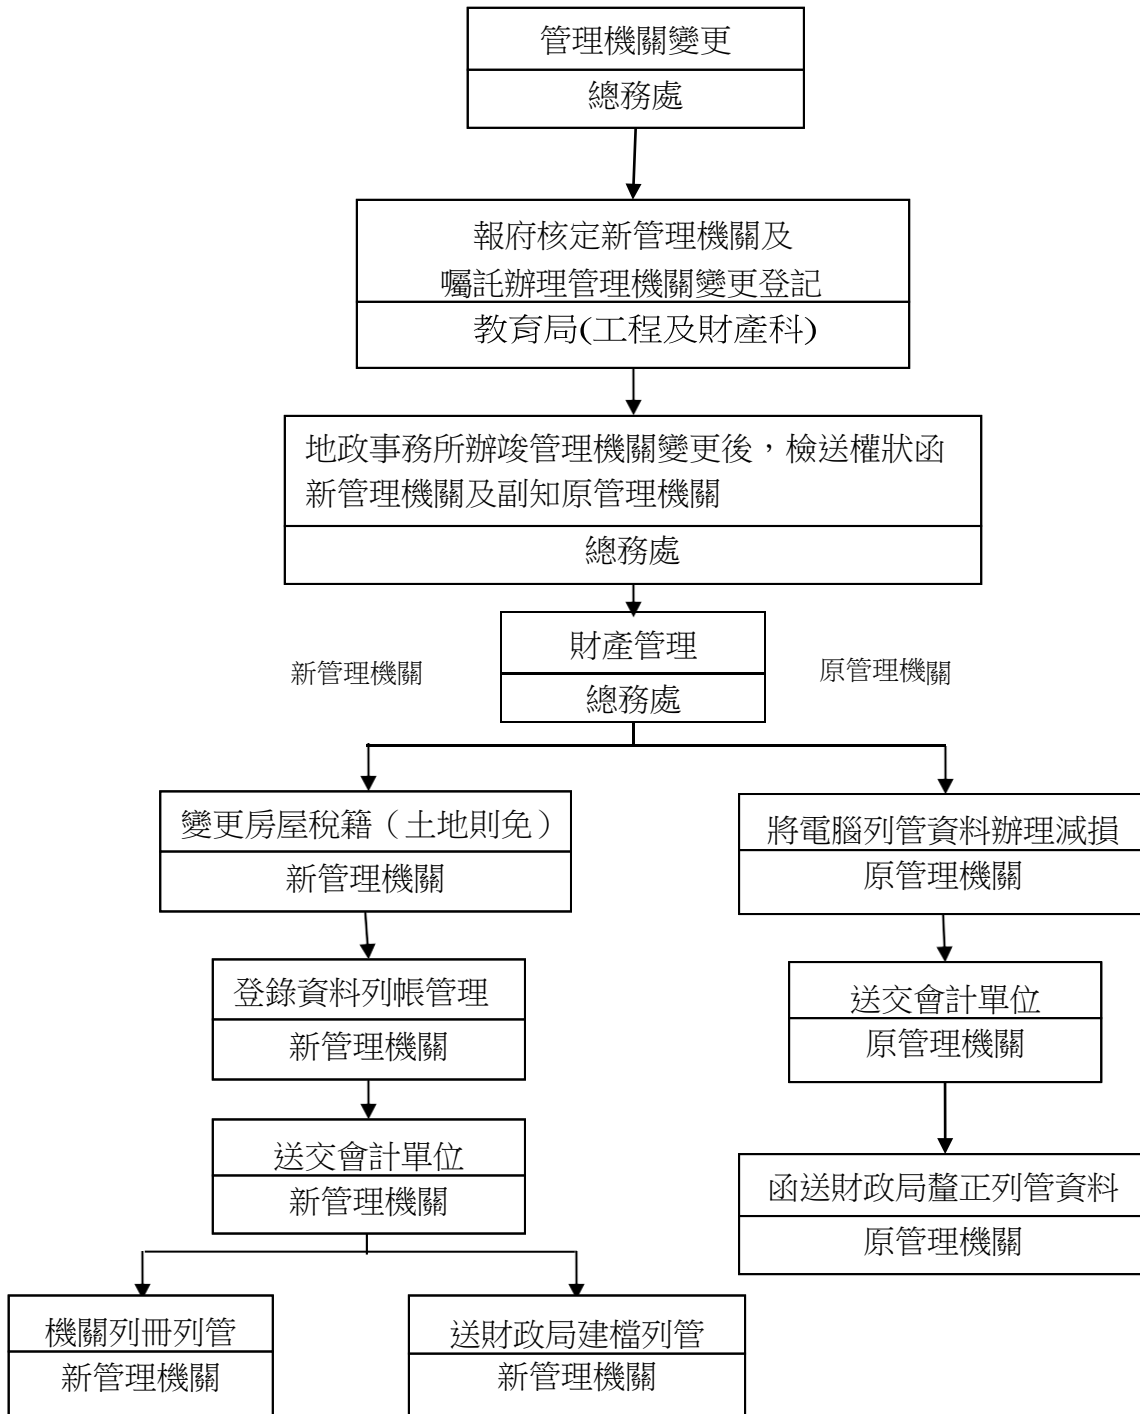 管理機關變更
總務處
報府核定新管理機關及
囑託辦理管理機關變更登記
教育局(工程及財產科)
地政事務所辦竣管理機關變更後，檢送權狀函
新管理機關及副知原管理機關
總務處
財產管理
總務處
新管理機關
原管理機關
變更房屋稅籍（土地則免）
新管理機關
將電腦列管資料辦理減損
原管理機關
登錄資料列帳管理
新管理機關
送交會計單位
原管理機關
送交會計單位
新管理機關
函送財政局釐正列管資料
原管理機關
機關列冊列管
新管理機關
送財政局建檔列管
新管理機關